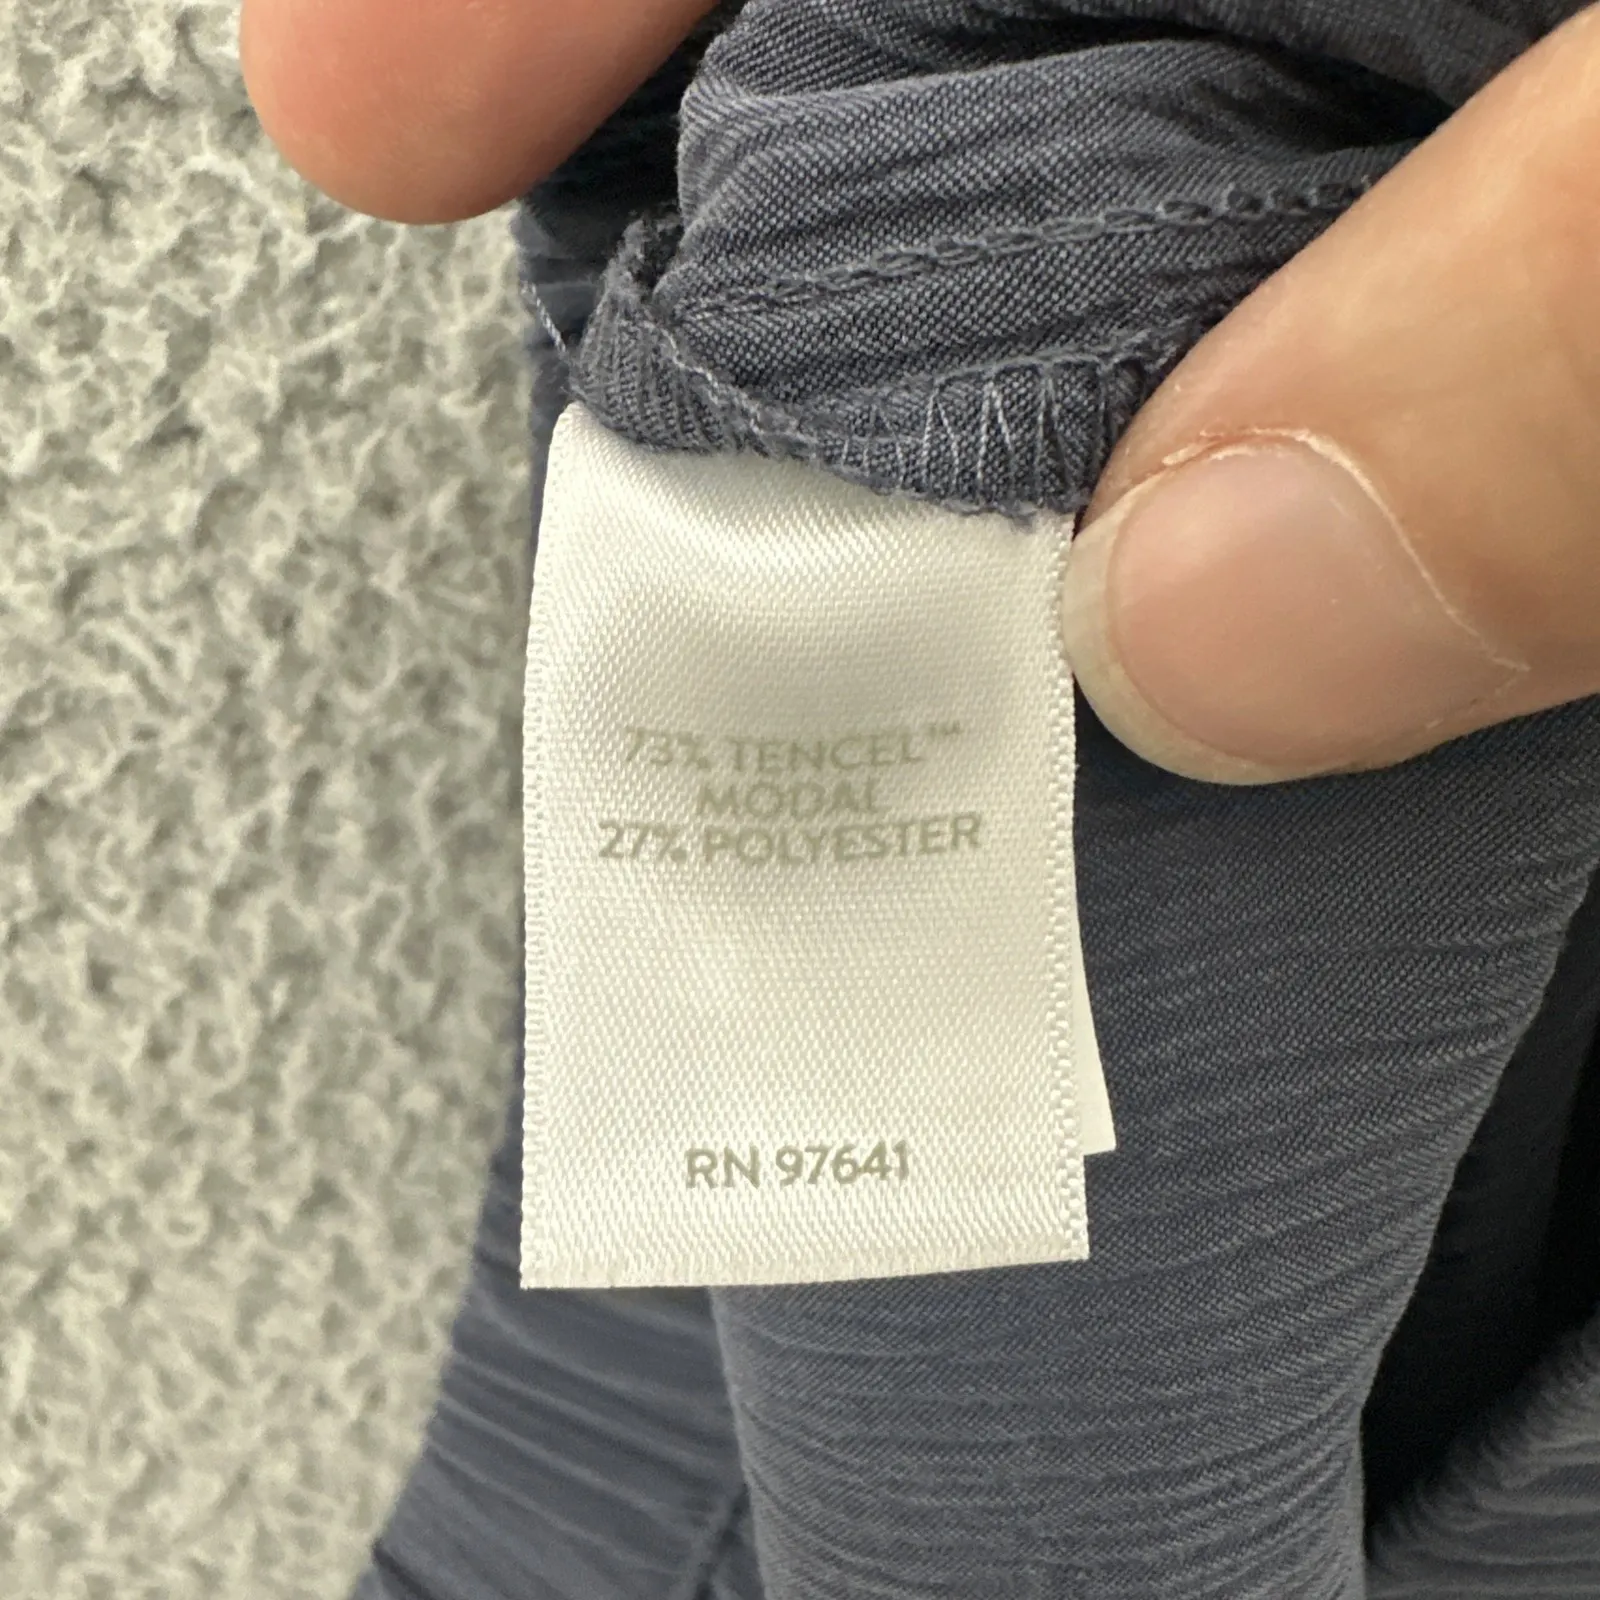 73% TENCEL™
MODAL
27% POLYESTER
RN 97641